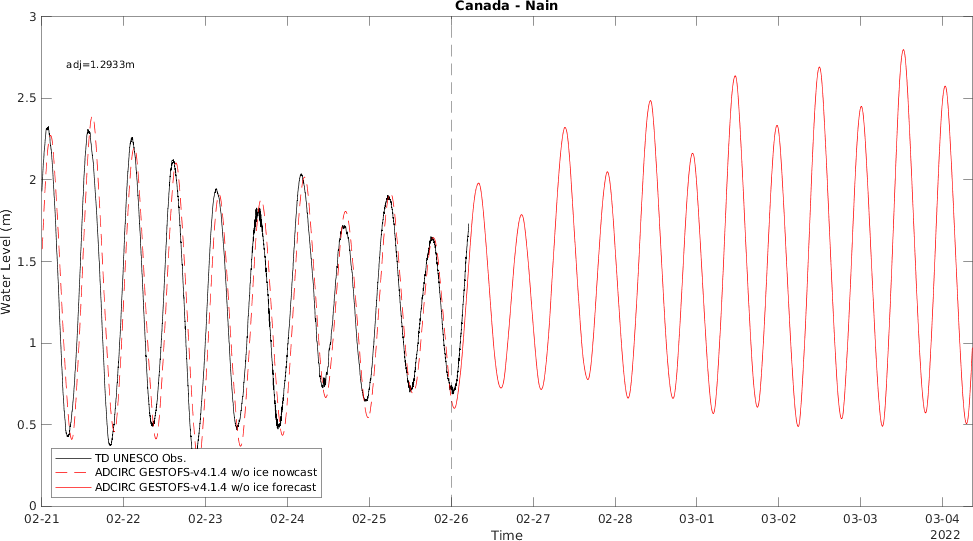 Canada - Nain
3
2.5
2
1.5
1
0.5
0
Water Level (m)
adj=1.2933m
TD UNESCO Obs.
ADCIRC GESTOFS-v4.1.4 w/o ice nowcast
ADCIRC GESTOFS-v4.1.4 w/o ice forecast
02-21 02-22 02-23 02-24 02-25 02-26 02-27 02-28 03-01 03-02 03-03 03-04
2022
Time